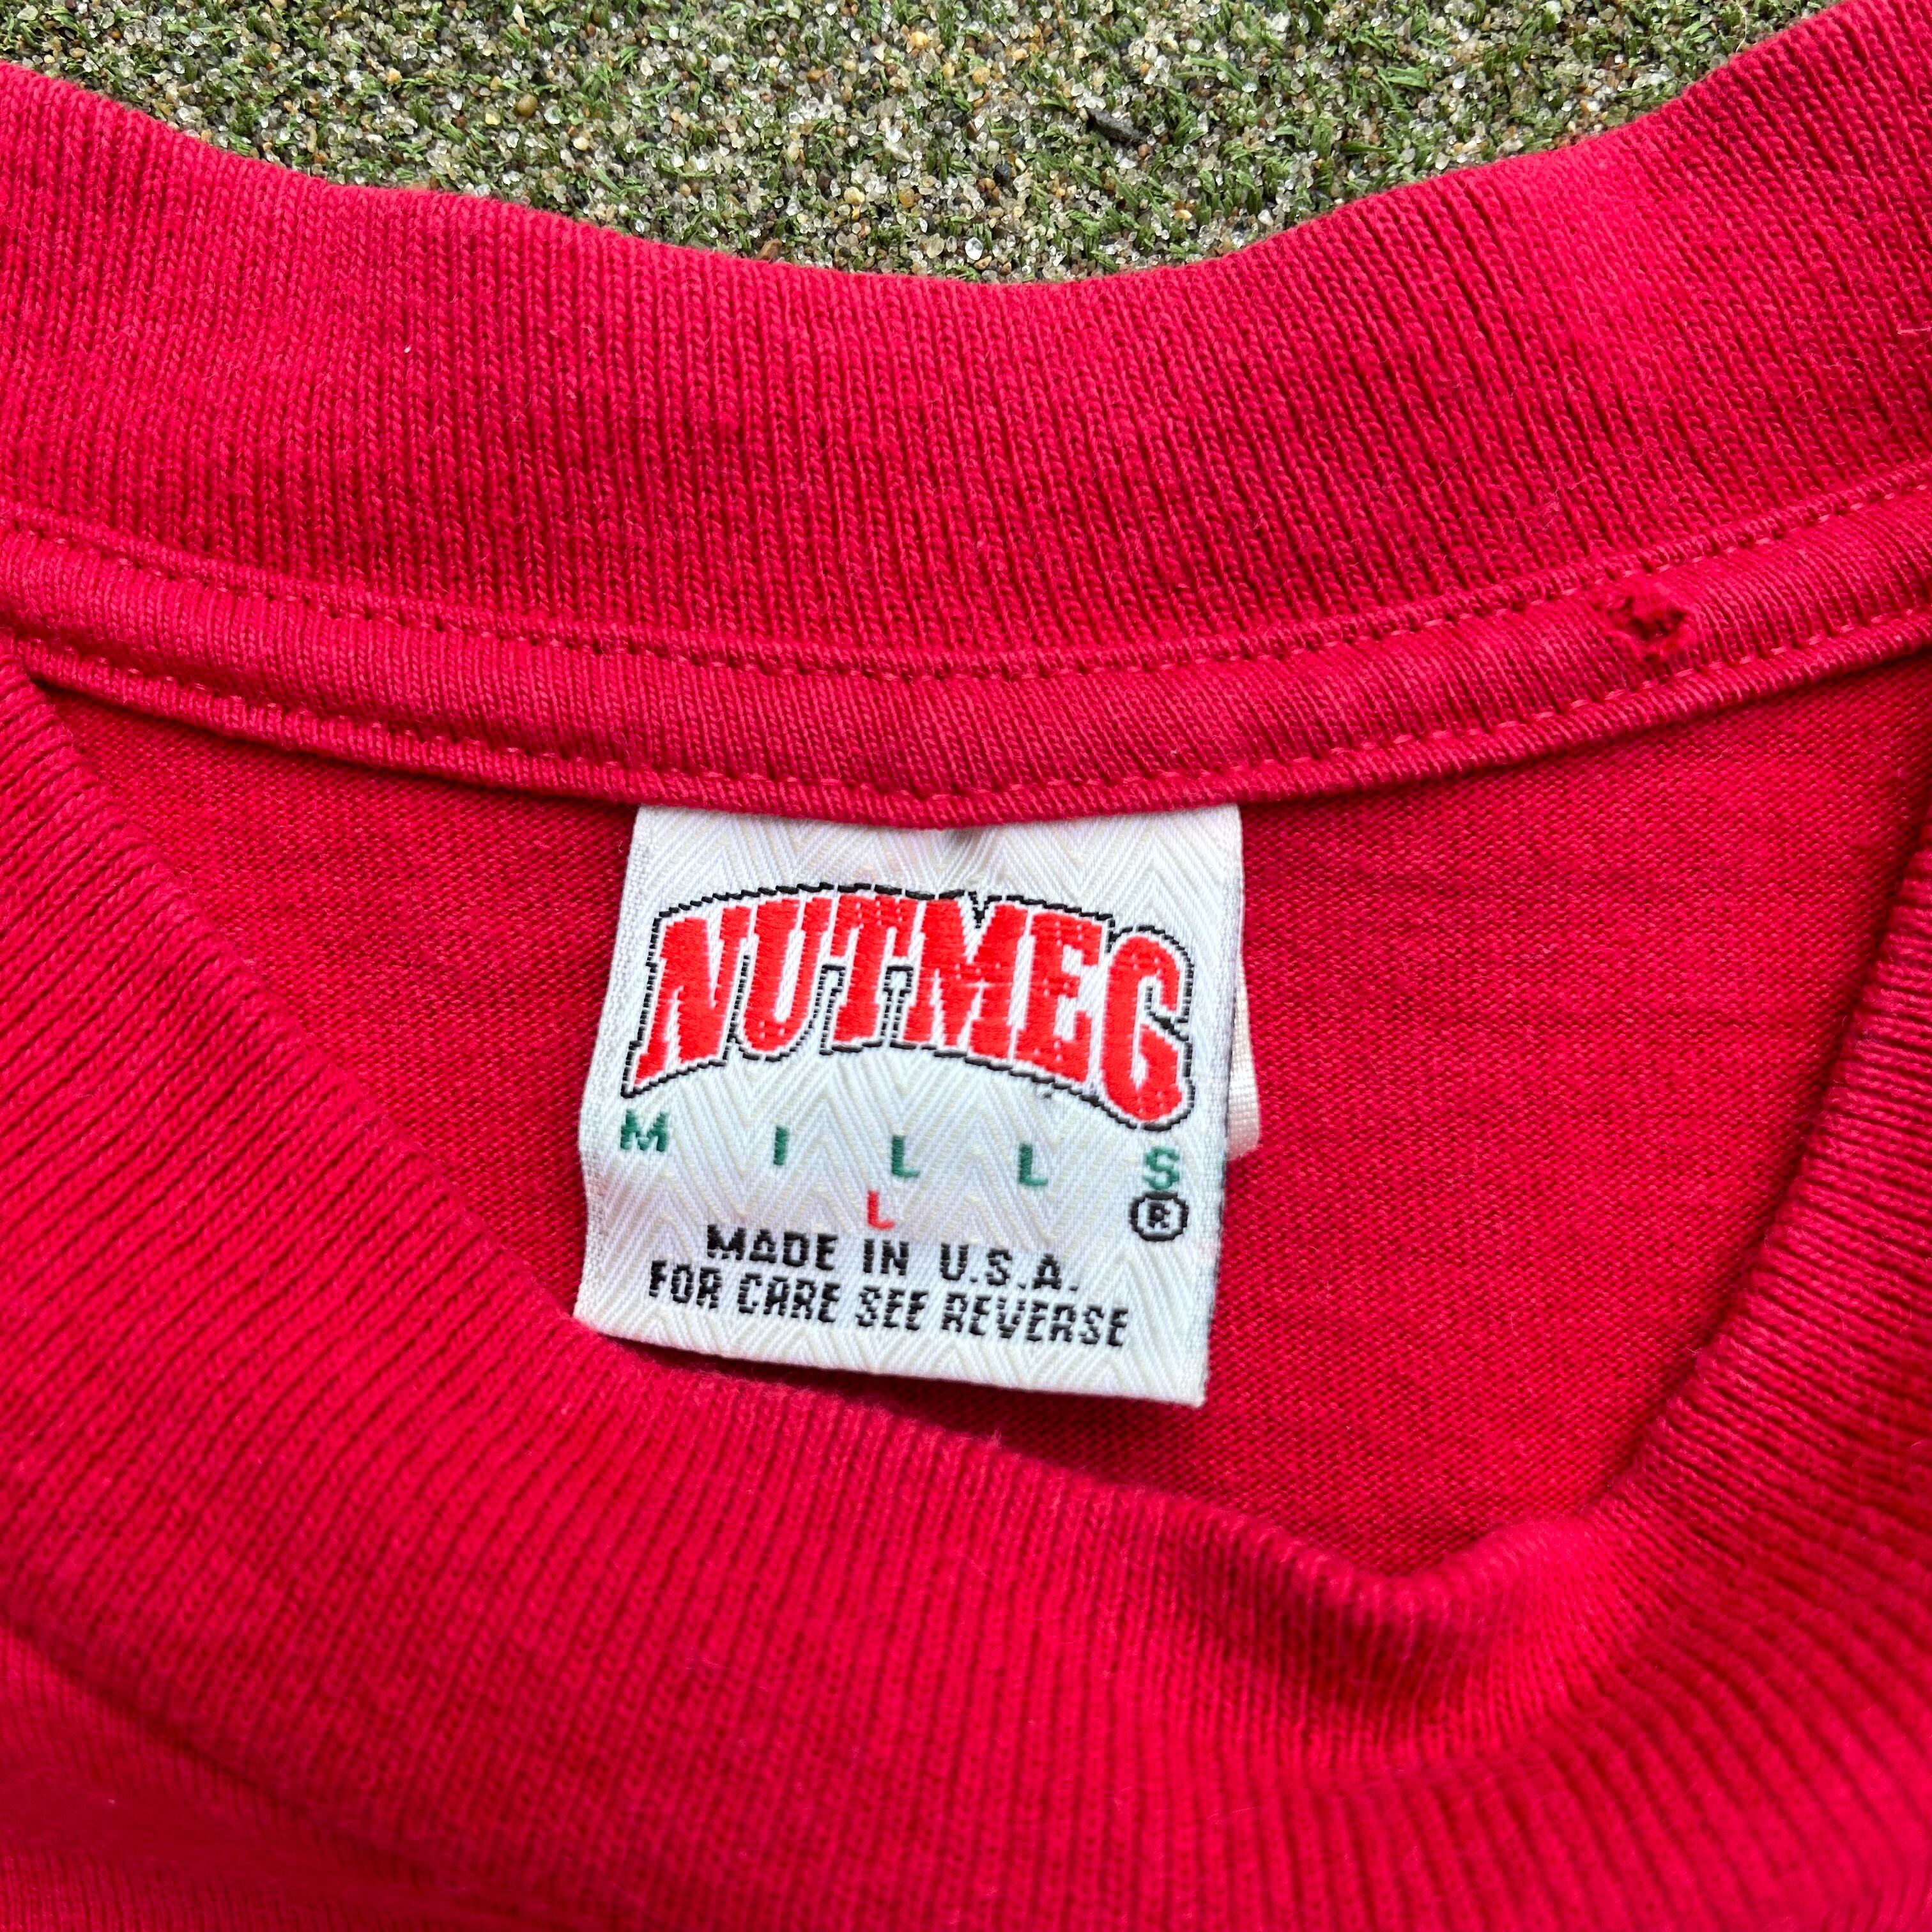 NUTMEG
MILLS
®
L
MADE IN U.S.A.
FOR CARE SEE REVERSE